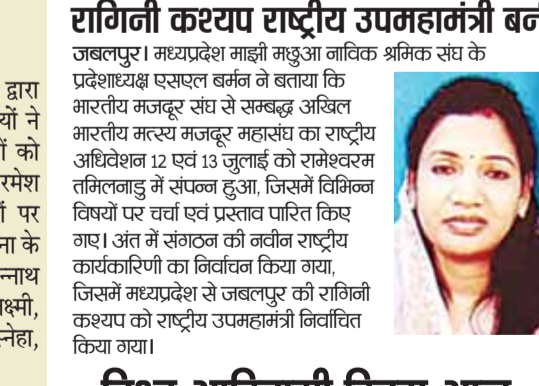 रागिनी कश्यप राष्ट्रीय उपमहामंत्री बनी
जबलपुर। मध्यप्रदेश माझी मछुआ नाविक श्रमिक संघ के
प्रदेशाध्यक्ष एसएल बर्मन ने बताया कि
भारतीय मजदूर संघ से सम्बद्ध अखिल
भारतीय मत्स्य मजदूर महासंघ का राष्ट्रीय
अधिवेशन 12 एवं 13 जुलाई को रामेश्वरम
तमिलनाडु में संपन्न हुआ, जिसमें विभिन्न
विषयों पर चर्चा एवं प्रस्ताव पारित किए
गए। अंत में संगठन की नवीन राष्ट्रीय
कार्यकारिणी का निर्वाचन किया गया,
जिसमें मध्यप्रदेश से जबलपुर की रागिनी
कश्यप को राष्ट्रीय उपमहामंत्री निर्वाचित
किया गया।
द्वारा
यों ने
को
रमेश
पर
ना के
न्नाथ
क्ष्मी,
स्नेहा,